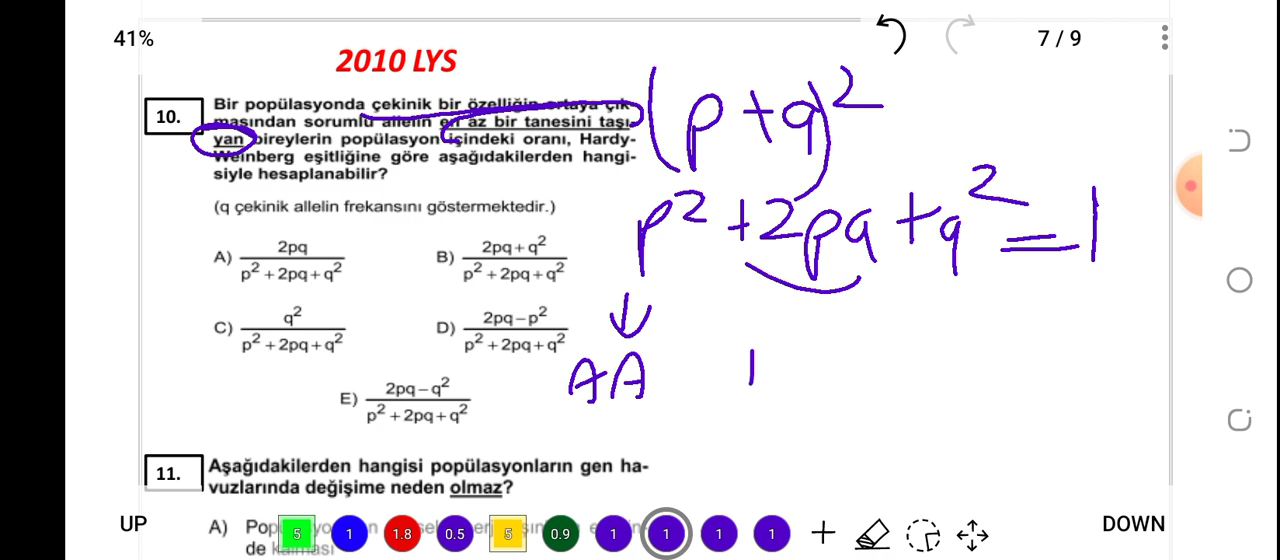 41%
7 / 9
2010 LYS
10.
Bir popülasyonda çekinik bir özelliğin ortaya çık-
masından sorumlu allelin en az bir tanesini taşı-
yan bireylerin popülasyon içindeki oranı, Hardy-
Weinberg eşitliğine göre aşağıdakilerden hangi-
siyle hesaplanabilir?
(q çekinik allelin frekansını göstermektedir.)
A) 2pq / p² + 2pq + q²
B) 2pq + q² / p² + 2pq + q²
C) q² / p² + 2pq + q²
D) 2pq – p² / p² + 2pq + q²
E) 2pq – q² / p² + 2pq + q²
(p + q)²
p² + 2pq + q² = 1
AA
11.
Aşağıdakilerden hangisi popülasyonların gen ha-
vuzlarında değişime neden olmaz?
A)
de
UP
5 1 1.8 0.5 5 0.9 1 1 1 1
DOWN